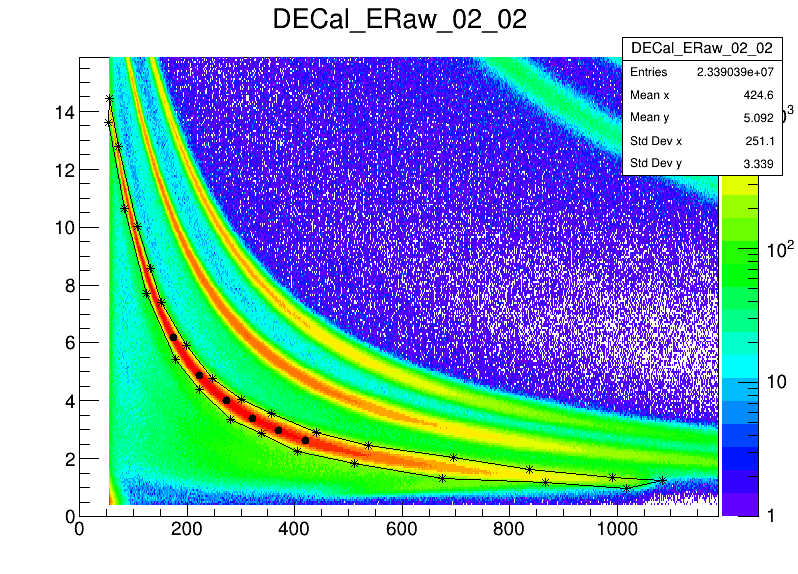 DECal_ERaw_02_02
DECal_ERaw_02_02
Entries 2.339039e+07
Mean x 424.6
Mean y 5.092
Std Dev x 251.1
Std Dev y 3.339
14
12
10
8
6
4
2
0
0 200 400 600 800 1000
3
10²
10
1